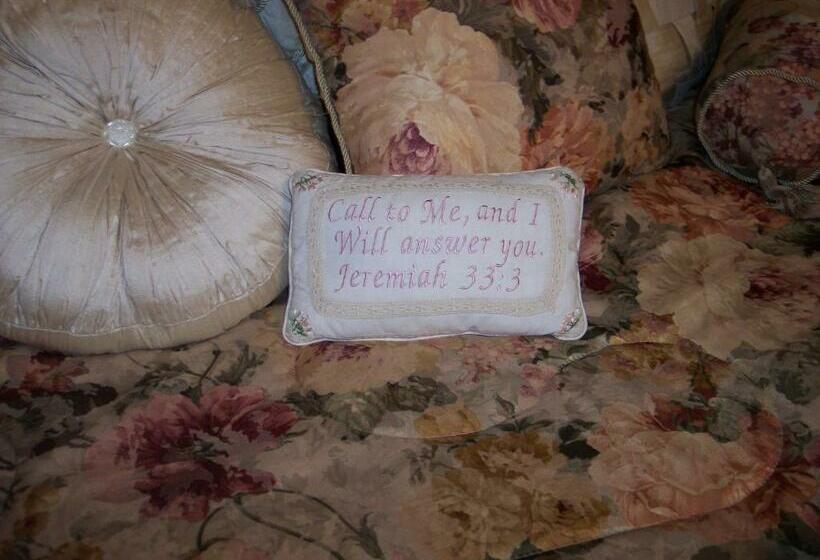 Call to Me, and I
Will answer you.
Jeremiah 33:3